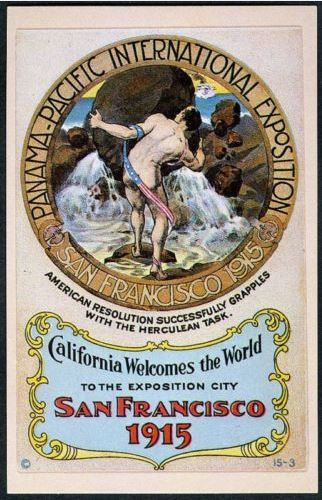 PANAMA-PACIFIC INTERNATIONAL EXPOSITION
SAN FRANCISCO 1915
AMERICAN RESOLUTION SUCCESSFULLY GRAPPLES
WITH THE HERCULEAN TASK.
California Welcomes the World
TO THE EXPOSITION CITY
SAN FRANCISCO
1915
©
15-3